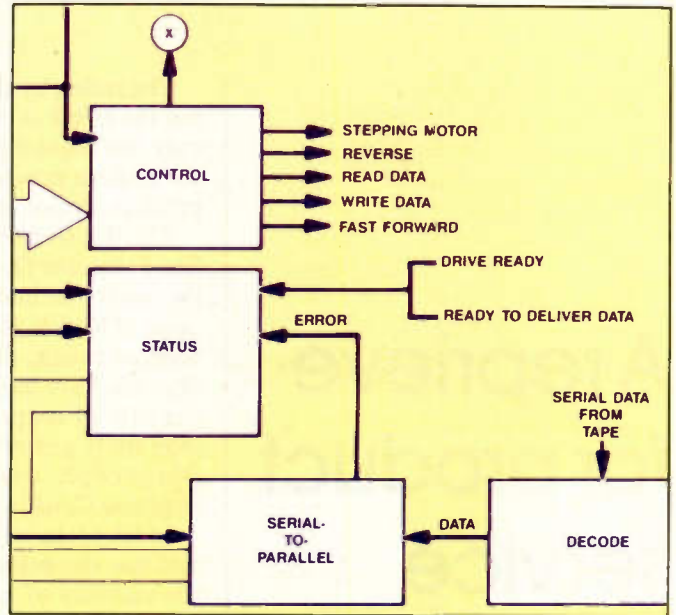 X
CONTROL
STEPPING MOTOR
REVERSE
READ DATA
WRITE DATA
FAST FORWARD
STATUS
DRIVE READY
READY TO DELIVER DATA
ERROR
SERIAL DATA
FROM
TAPE
SERIAL-
TO-
PARALLEL
DATA
DECODE